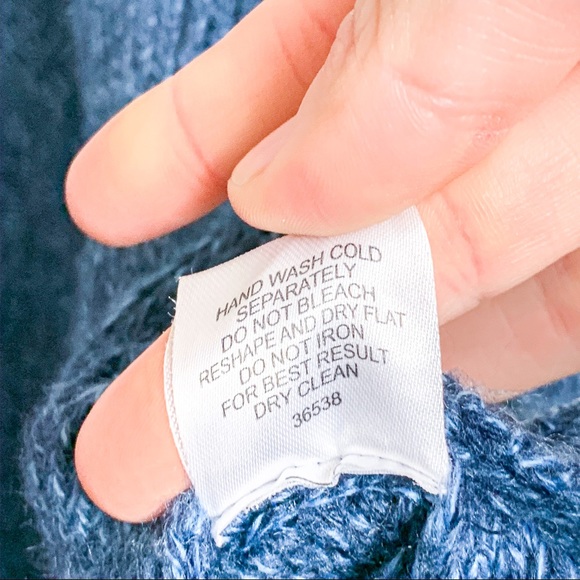 HAND WASH COLD
SEPARATELY
DO NOT BLEACH
RESHAPE AND DRY FLAT
DO NOT IRON
FOR BEST RESULT
DRY CLEAN
36538